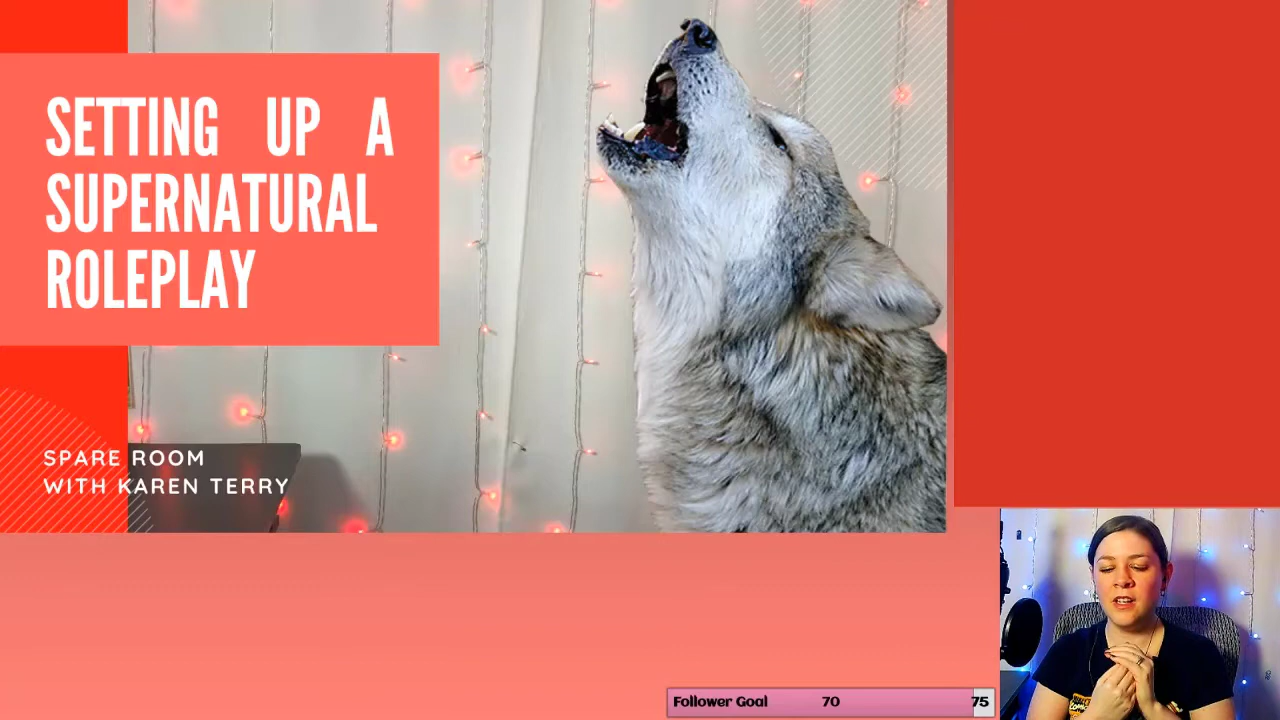 SETTING UP A
SUPERNATURAL
ROLEPLAY
SPARE ROOM
WITH KAREN TERRY
Follower Goal 70 75